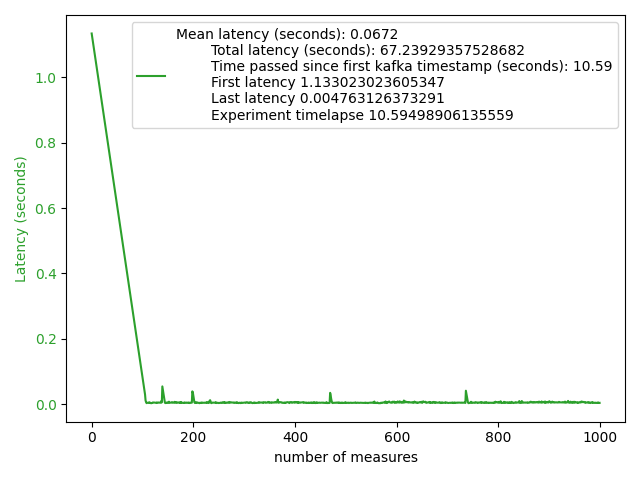 Mean latency (seconds): 0.0672
Total latency (seconds): 67.23929357528682
Time passed since first kafka timestamp (seconds): 10.59
First latency 1.133023023605347
Last latency 0.004763126373291
Experiment timelapse 10.59498906135559
1.0
0.8
0.6
0.4
0.2
0.0
Latency (seconds)
0 200 400 600 800 1000
number of measures